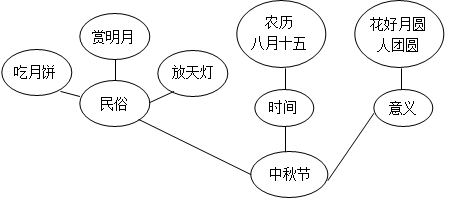 农历
八月十五
花好月圆
人团圆
赏明月
吃月饼
放天灯
民俗
时间
意义
中秋节